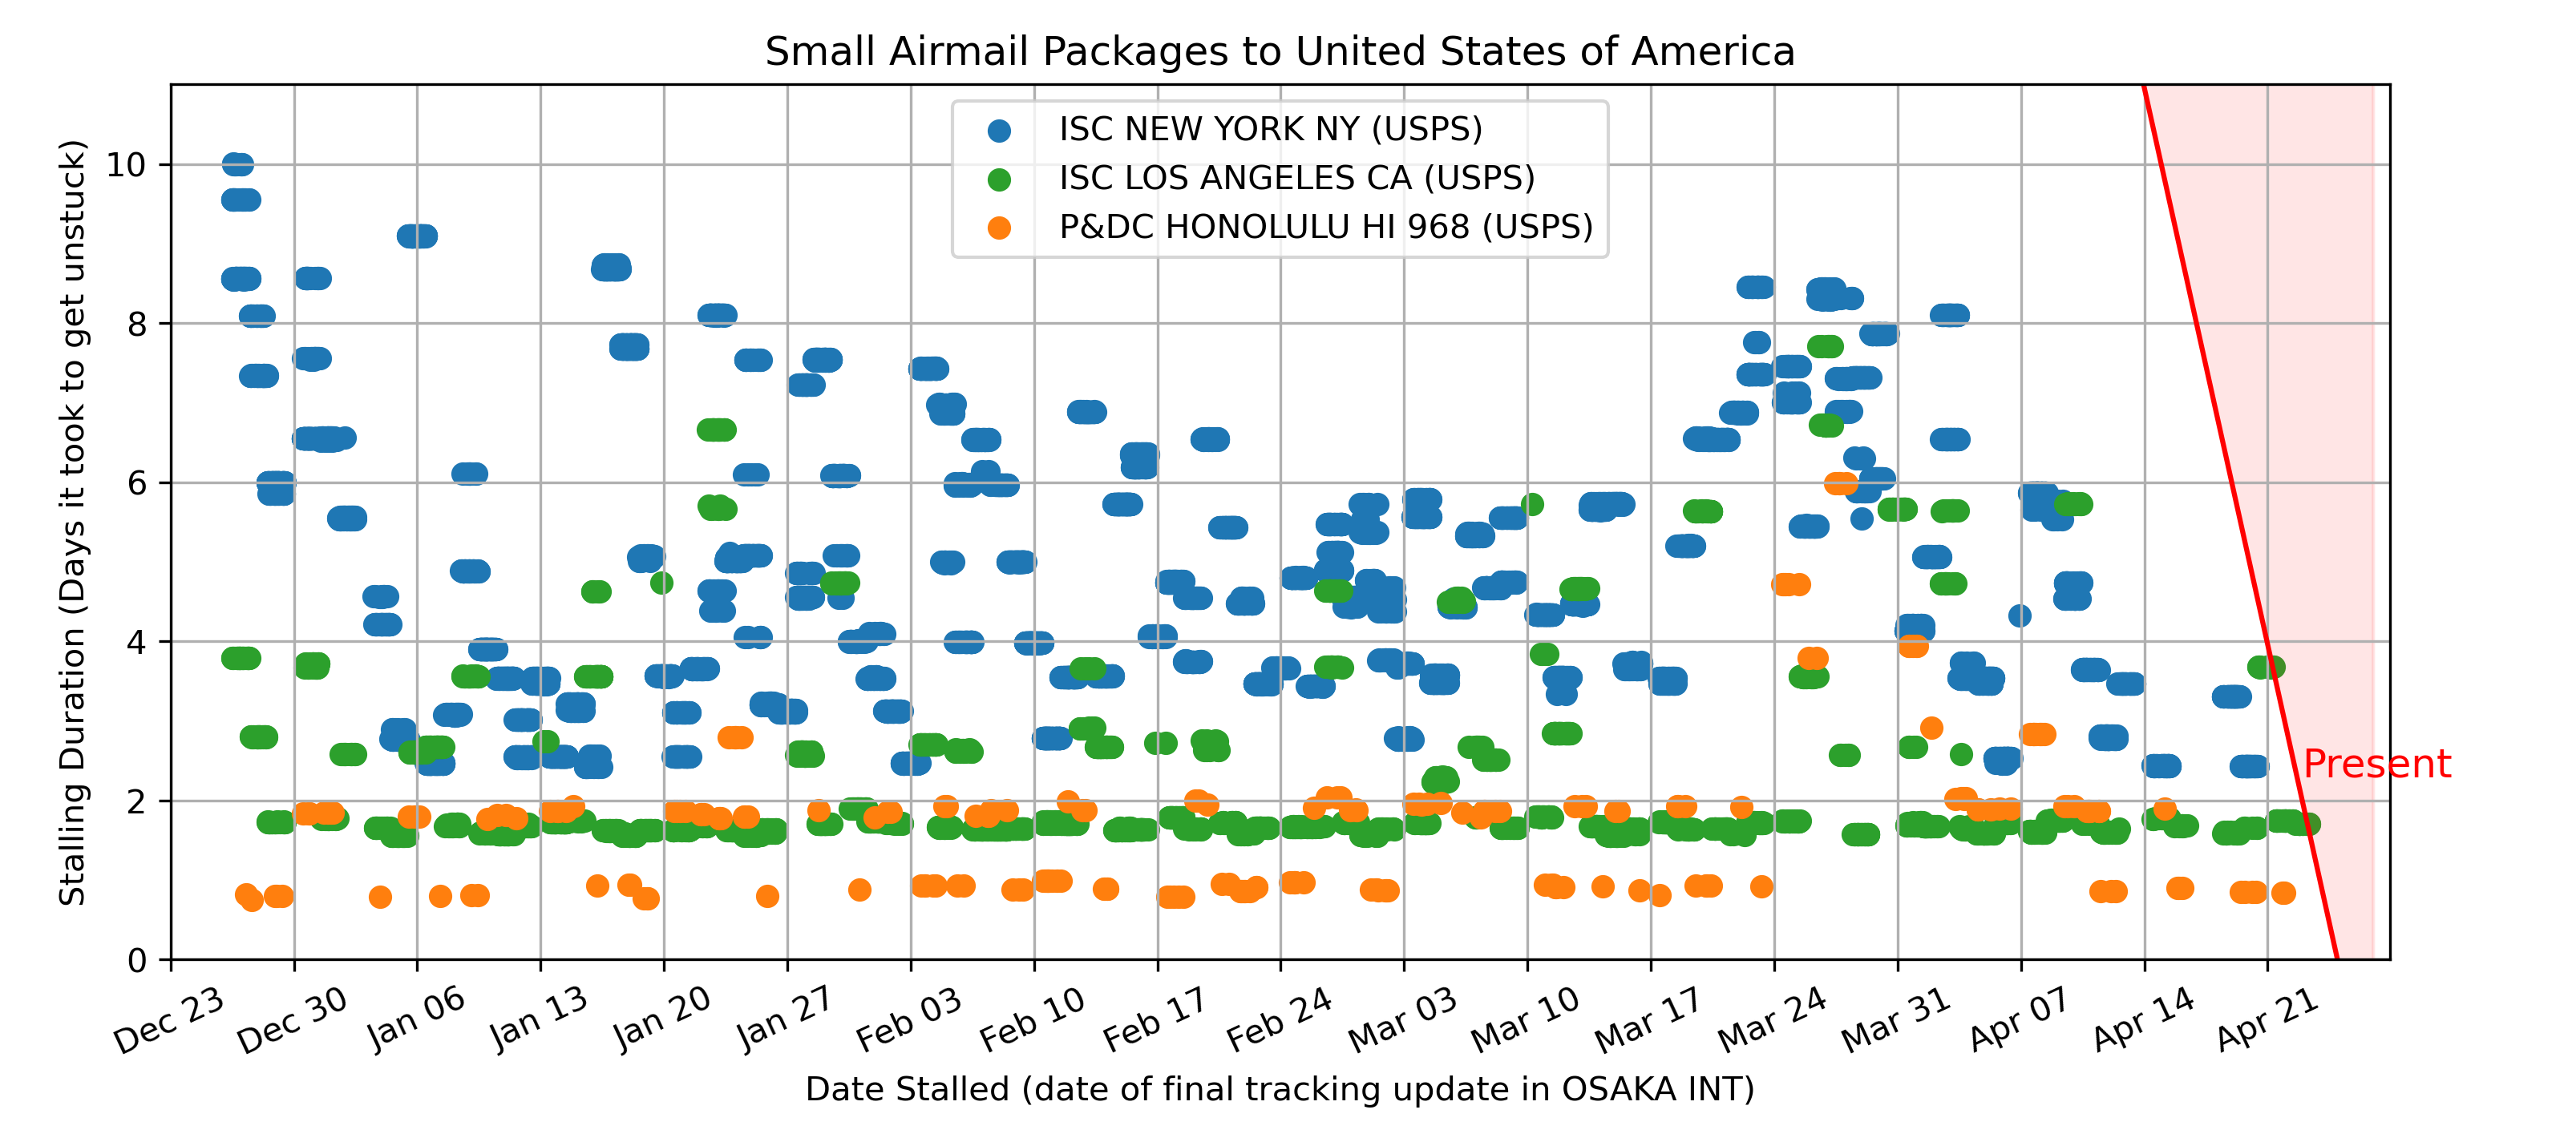 Small Airmail Packages to United States of America
ISC NEW YORK NY (USPS)
ISC LOS ANGELES CA (USPS)
P&DC HONOLULU HI 968 (USPS)
Stalling Duration (Days it took to get unstuck)
10
8
6
4
2
0
Present
Dec 23
Dec 30
Jan 06
Jan 13
Jan 20
Jan 27
Feb 03
Feb 10
Feb 17
Feb 24
Mar 03
Mar 10
Mar 17
Mar 24
Mar 31
Apr 07
Apr 14
Apr 21
Date Stalled (date of final tracking update in OSAKA INT)